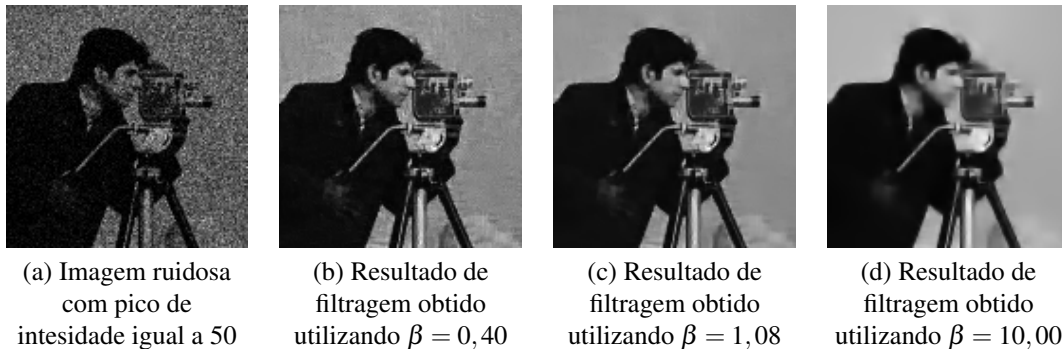 (a) Imagem ruidosa
com pico de
intesidade igual a 50
(b) Resultado de
filtragem obtido
utilizando β = 0,40
(c) Resultado de
filtragem obtido
utilizando β = 1,08
(d) Resultado de
filtragem obtido
utilizando β = 10,00